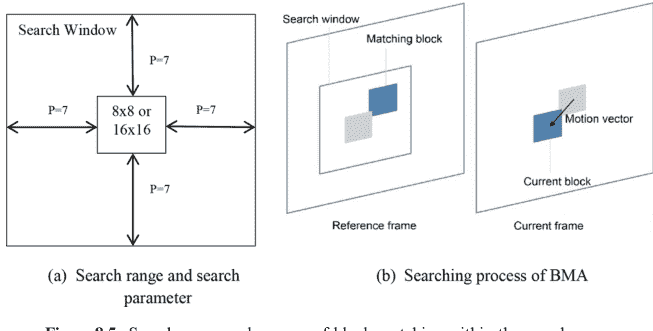 Search Window
P=7
P=7
8x8 or
16x16
P=7
P=7
Search window
Matching block
Motion vector
Current block
Reference frame
Current frame
(a) Search range and search
parameter
(b) Searching process of BMA